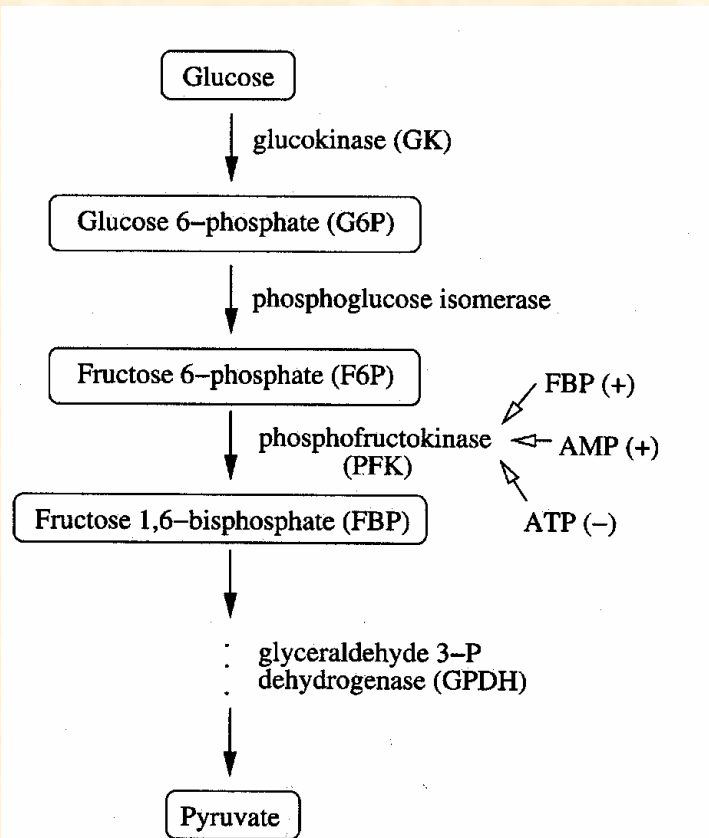 Glucose
glucokinase (GK)
Glucose 6–phosphate (G6P)
phosphoglucose isomerase
Fructose 6–phosphate (F6P)
FBP (+)
phosphofructokinase
(PFK)
AMP (+)
Fructose 1,6–bisphosphate (FBP)
ATP (–)
glyceraldehyde 3–P
dehydrogenase (GPDH)
Pyruvate